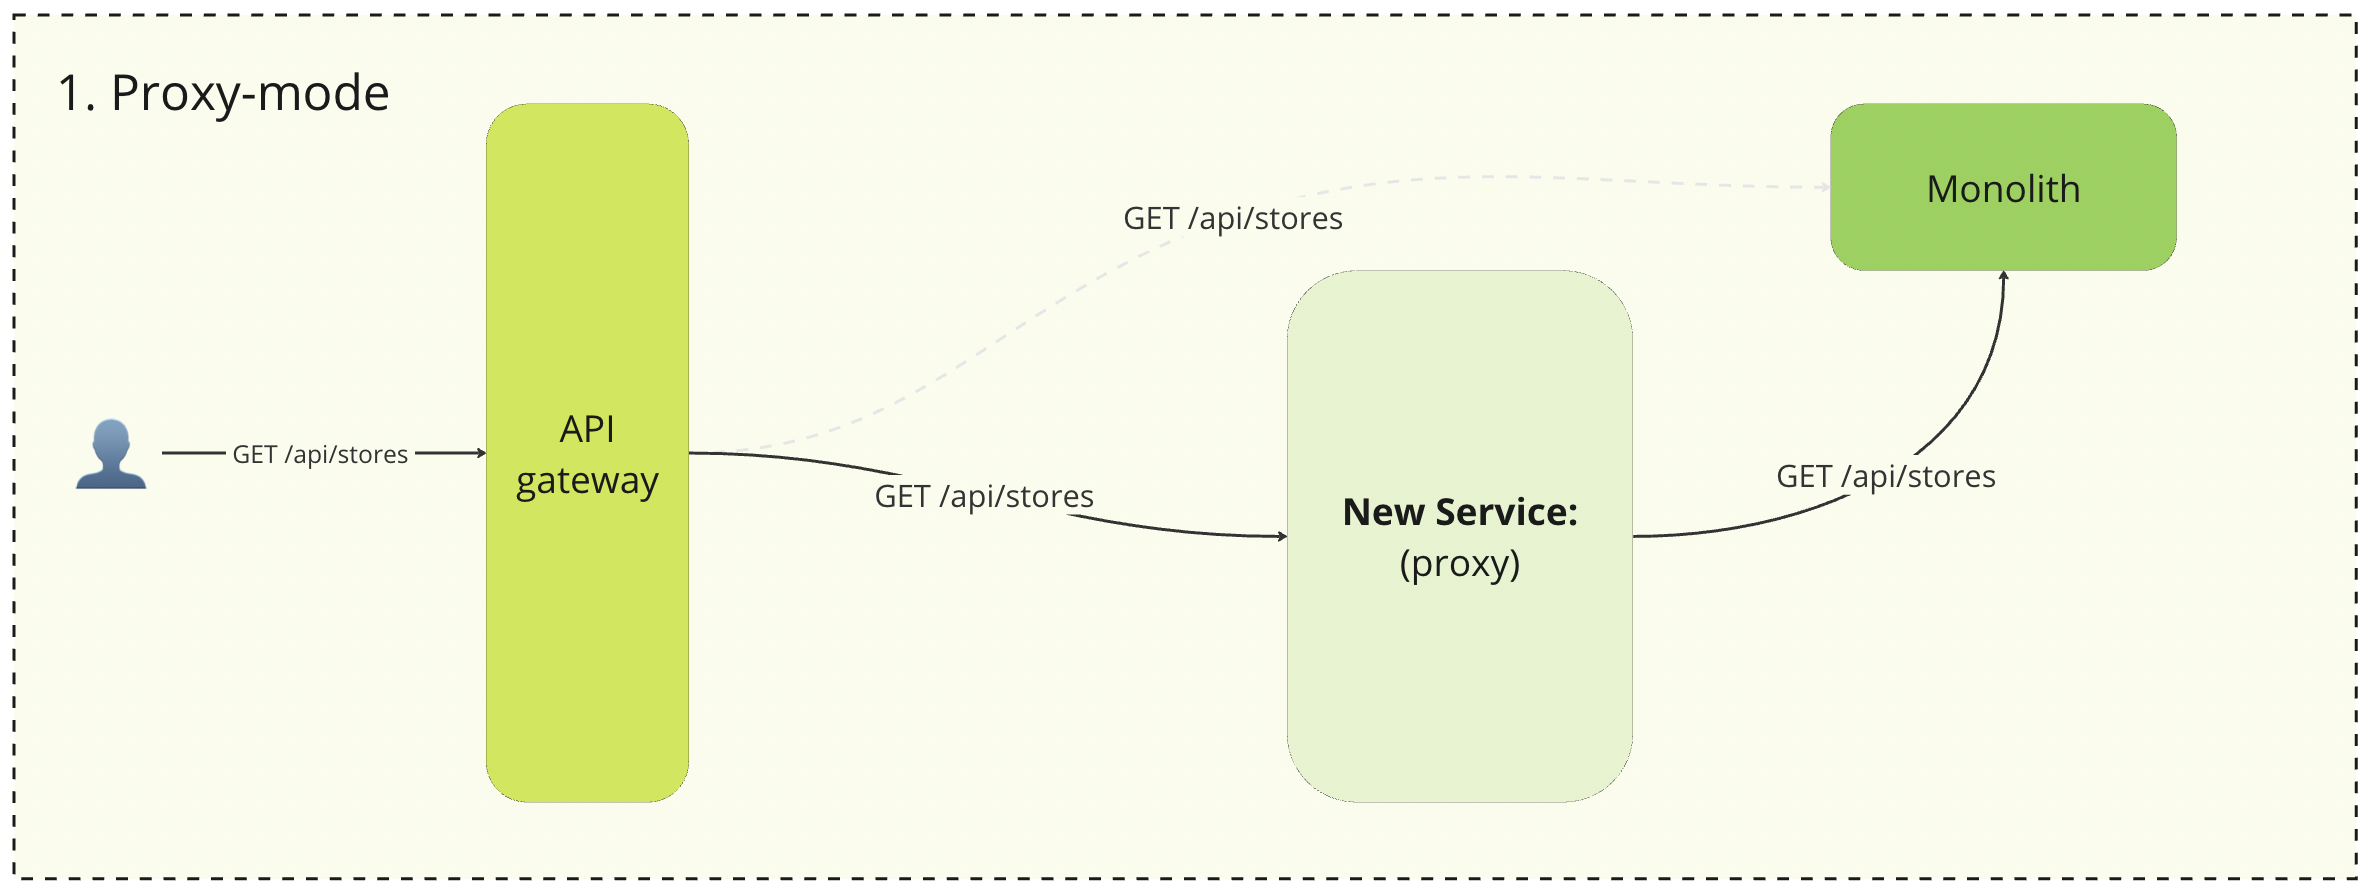 1. Proxy-mode
GET /api/stores
API
gateway
GET /api/stores
GET /api/stores
New Service:
(proxy)
GET /api/stores
Monolith